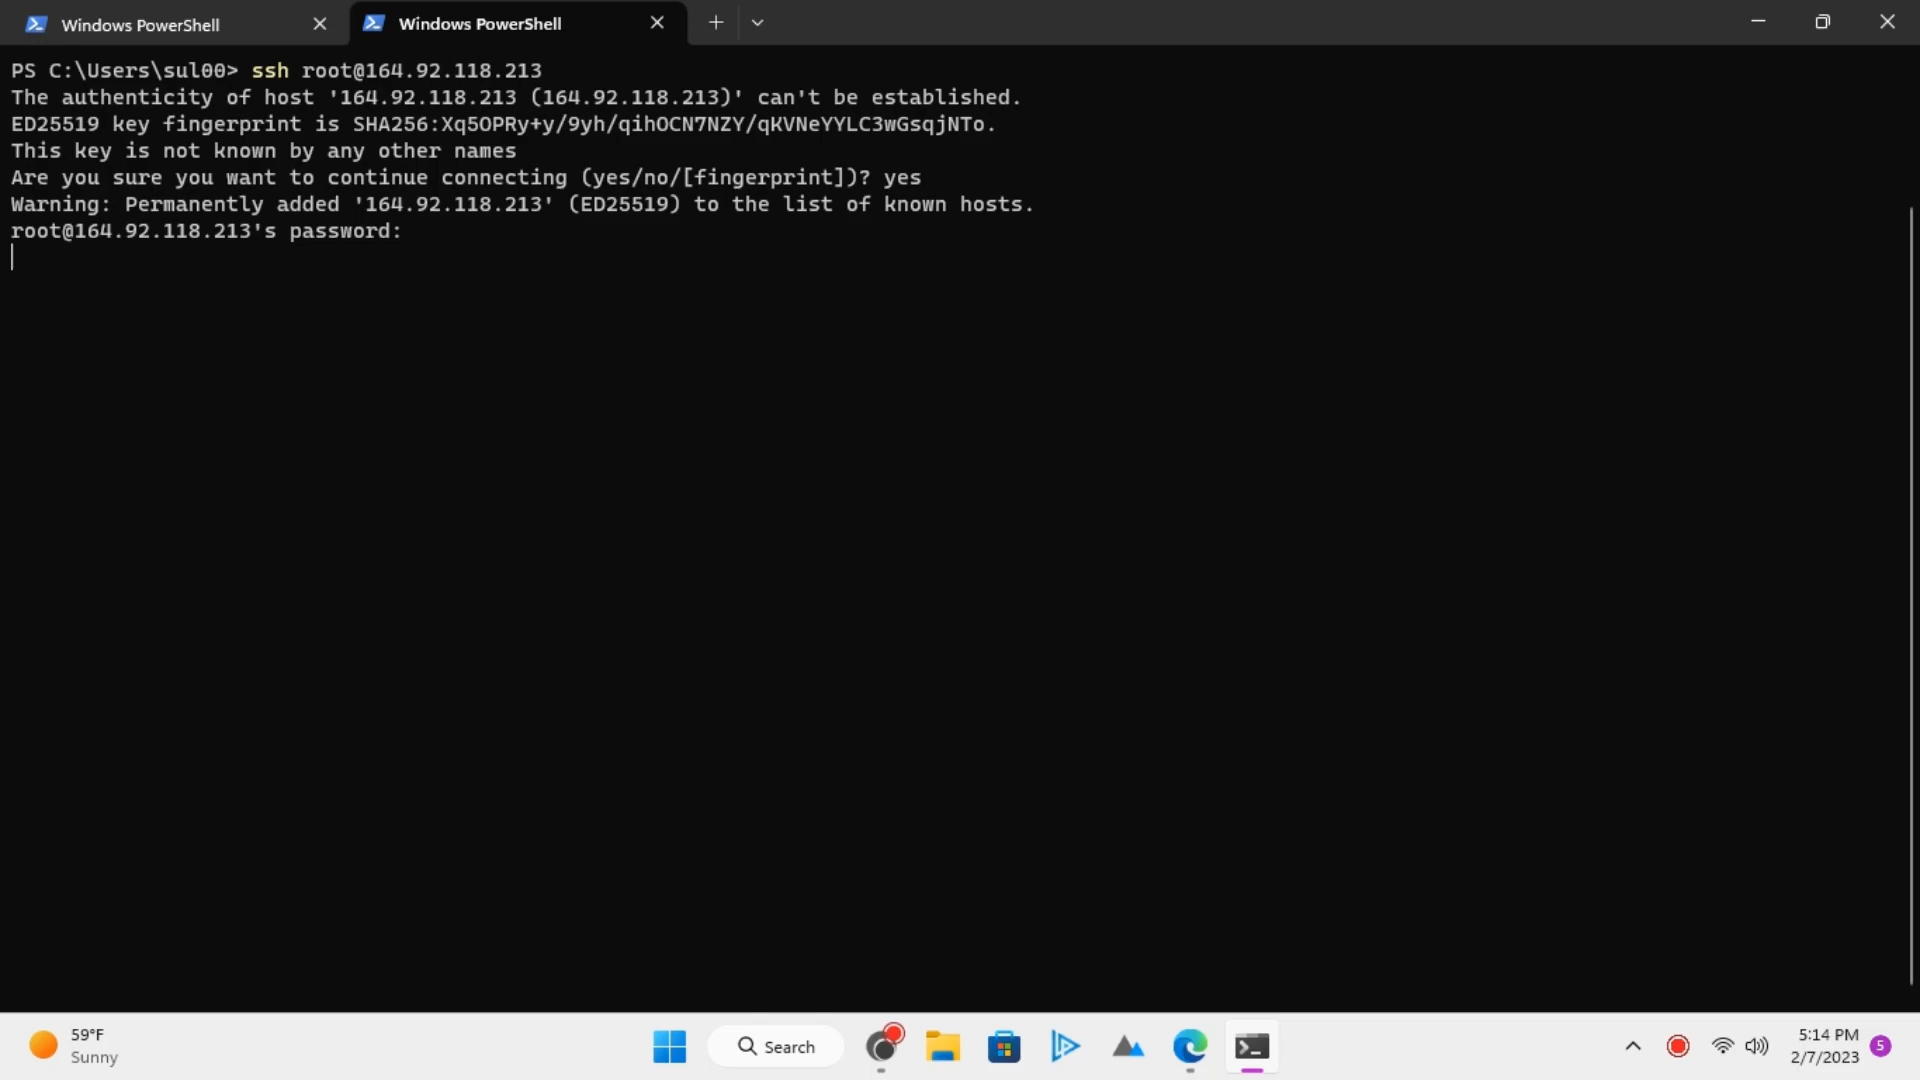 Windows PowerShell
Windows PowerShell
PS C:\Users\sul00> ssh root@164.92.118.213
The authenticity of host '164.92.118.213 (164.92.118.213)' can't be established.
ED25519 key fingerprint is SHA256:Xq5OPRy+y/9yh/qihOCN7NZY/qKVNeYYLC3wGsqjNTo.
This key is not known by any other names
Are you sure you want to continue connecting (yes/no/[fingerprint])? yes
Warning: Permanently added '164.92.118.213' (ED25519) to the list of known hosts.
root@164.92.118.213's password:
59°F
Sunny
Search
5:14 PM
2/7/2023
5